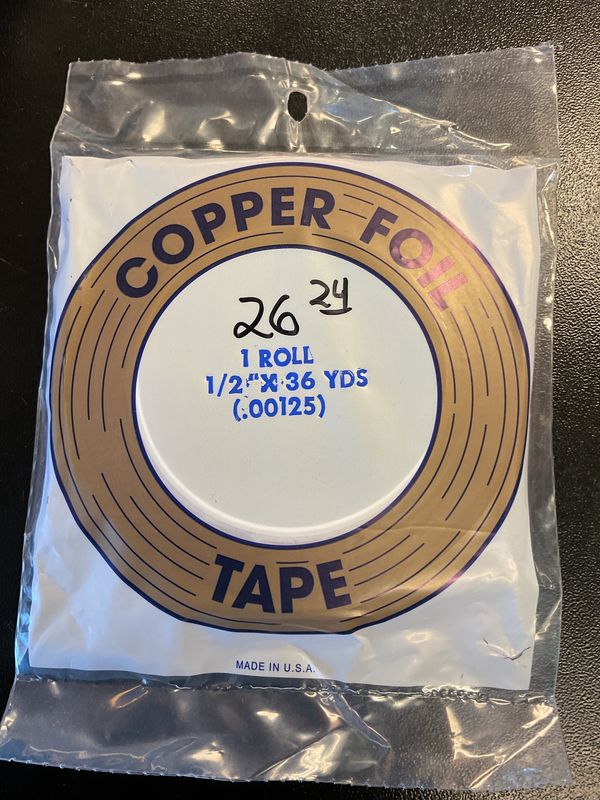 COPPER FOIL
26 24
1 ROLL
1/2" X 36 YDS
(.00125)
TAPE
MADE IN U.S.A.